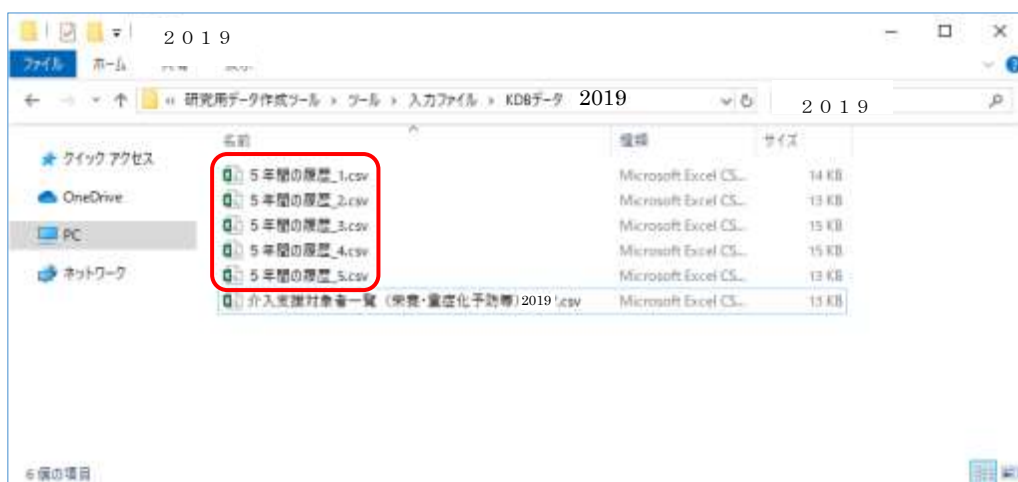 ２０１９
ファイル ホーム
« 研究用データ作成ツール › ツール › 入力ファイル › KDBデータ 2019 ２０１９
名前 種類 サイズ
クイック アクセス
OneDrive
PC
ネットワーク
５年間の履歴_1.csv Microsoft Excel CS... 14 KB
５年間の履歴_2.csv Microsoft Excel CS... 13 KB
５年間の履歴_3.csv Microsoft Excel CS... 15 KB
５年間の履歴_4.csv Microsoft Excel CS... 15 KB
５年間の履歴_5.csv Microsoft Excel CS... 13 KB
介入支援対象者一覧（栄養・重症化予防等）2019 .csv Microsoft Excel CS... 13 KB
6 個の項目